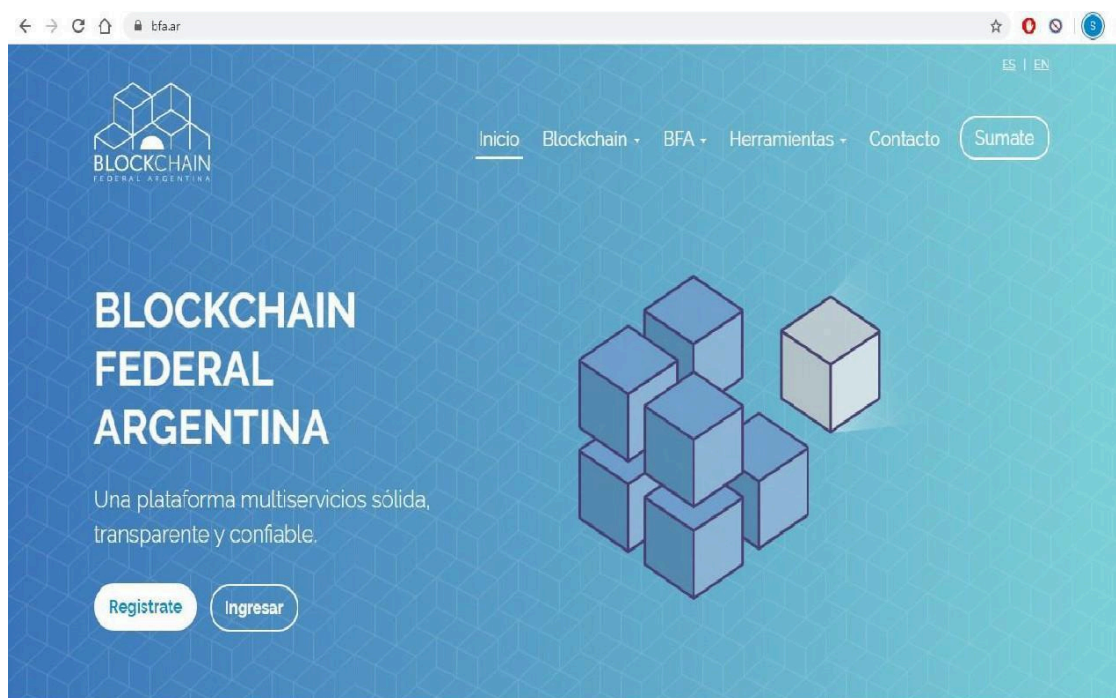 bfa.ar
S
ES | EN
BLOCKCHAIN
FEDERAL ARGENTINA
Inicio Blockchain BFA Herramientas Contacto Sumate
BLOCKCHAIN
FEDERAL
ARGENTINA
Una plataforma multiservicios sólida,
transparente y confiable.
Registrate Ingresar